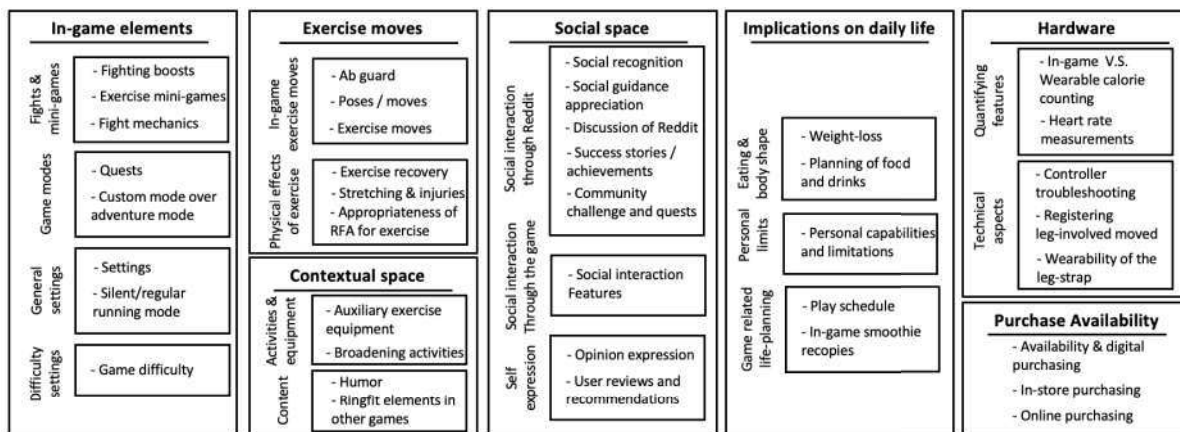 In-game elements
Fights &
mini-games
- Fighting boosts
- Exercise mini-games
- Fight mechanics
Game modes
- Quests
- Custom mode over
adventure mode
General
settings
- Settings
- Silent/regular
running mode
Difficulty
settings
- Game difficulty
Exercise moves
In-game
exercise moves
- Ab guard
- Poses / moves
- Exercise moves
Physical effects
of exercise
- Exercise recovery
- Stretching & injuries
- Appropriateness of
RFA for exercise
Contextual space
Activities &
equipment
- Auxiliary exercise
equipment
- Broadening activities
Content
- Humor
- Ringfit elements in
other games
Social space
Social interaction
through Reddit
- Social recognition
- Social guidance
appreciation
- Discussion of Reddit
- Success stories /
achievements
- Community
challenge and quests
Social interaction
Through the game
- Social interaction
Features
Self
expression
- Opinion expression
- User reviews and
recommendations
Implications on daily life
Eating &
body shape
- Weight-loss
- Planning of food
and drinks
Personal
limits
- Personal capabilities
and limitations
Game related
life-planning
- Play schedule
- In-game smoothie
recopies
Hardware
Quantifying
features
- In-game V.S.
Wearable calorie
counting
- Heart rate
measurements
Technical
aspects
- Controller
troubleshooting
- Registering
leg-involved moved
- Wearability of the
leg-strap
Purchase Availability
- Availability & digital
purchasing
- In-store purchasing
- Online purchasing